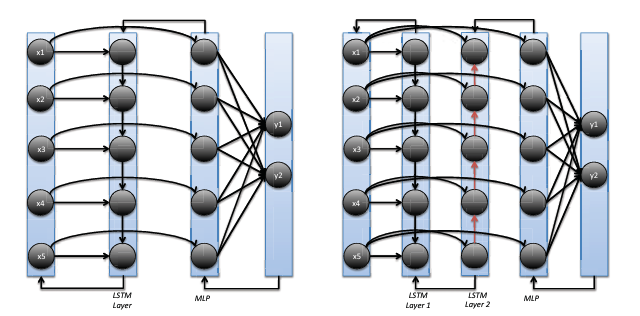 x1
x2
x3
x4
x5
y1
y2
LSTM
Layer
MLP
x1
x2
x3
x4
x5
y1
y2
LSTM
Layer 1
LSTM
Layer 2
MLP